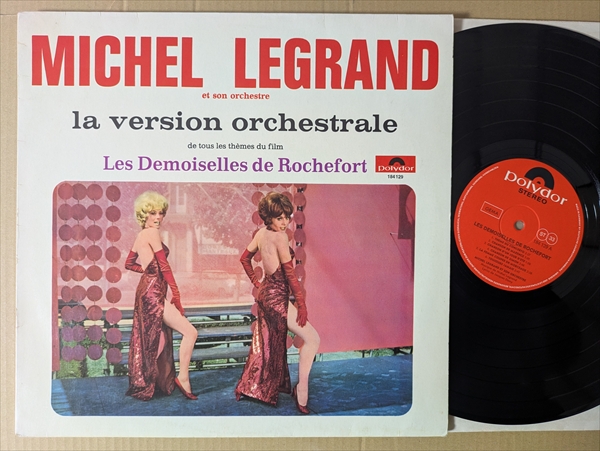 MICHEL LEGRAND
et son orchestre
la version orchestrale
de tous les thèmes du film
Les Demoiselles de Rochefort
Polydor
184 129
Polydor
STEREO
LES DEMOISELLES DE ROCHEFORT